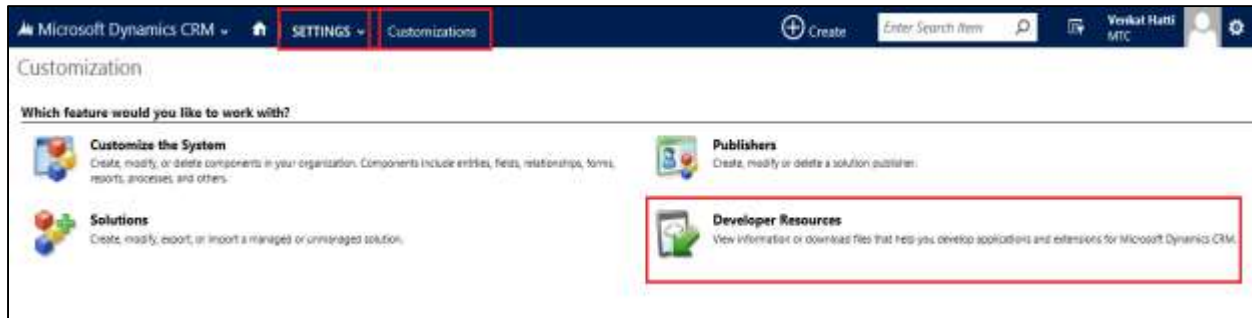 Microsoft Dynamics CRM
SETTINGS
Customizations
Create
Enter Search Item
Venkat Hatti
MTC
Customization
Which feature would you like to work with?
Customize the System
Create, modify, or delete components in your organization. Components include entities, fields, relationships, forms,
reports, processes, and others.
Publishers
Create, modify or delete a solution publisher.
Solutions
Create, modify, export, or import a managed or unmanaged solution.
Developer Resources
View information or download files that help you develop applications and extensions for Microsoft Dynamics CRM.